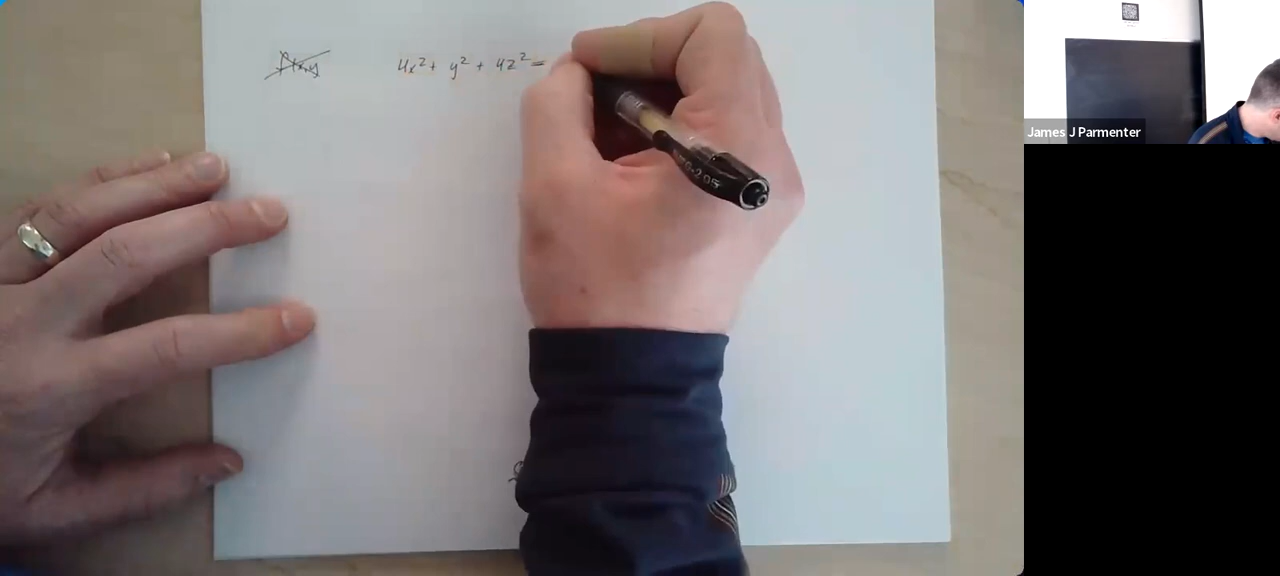 4x² + y² + 4z² =
James J Parmenter